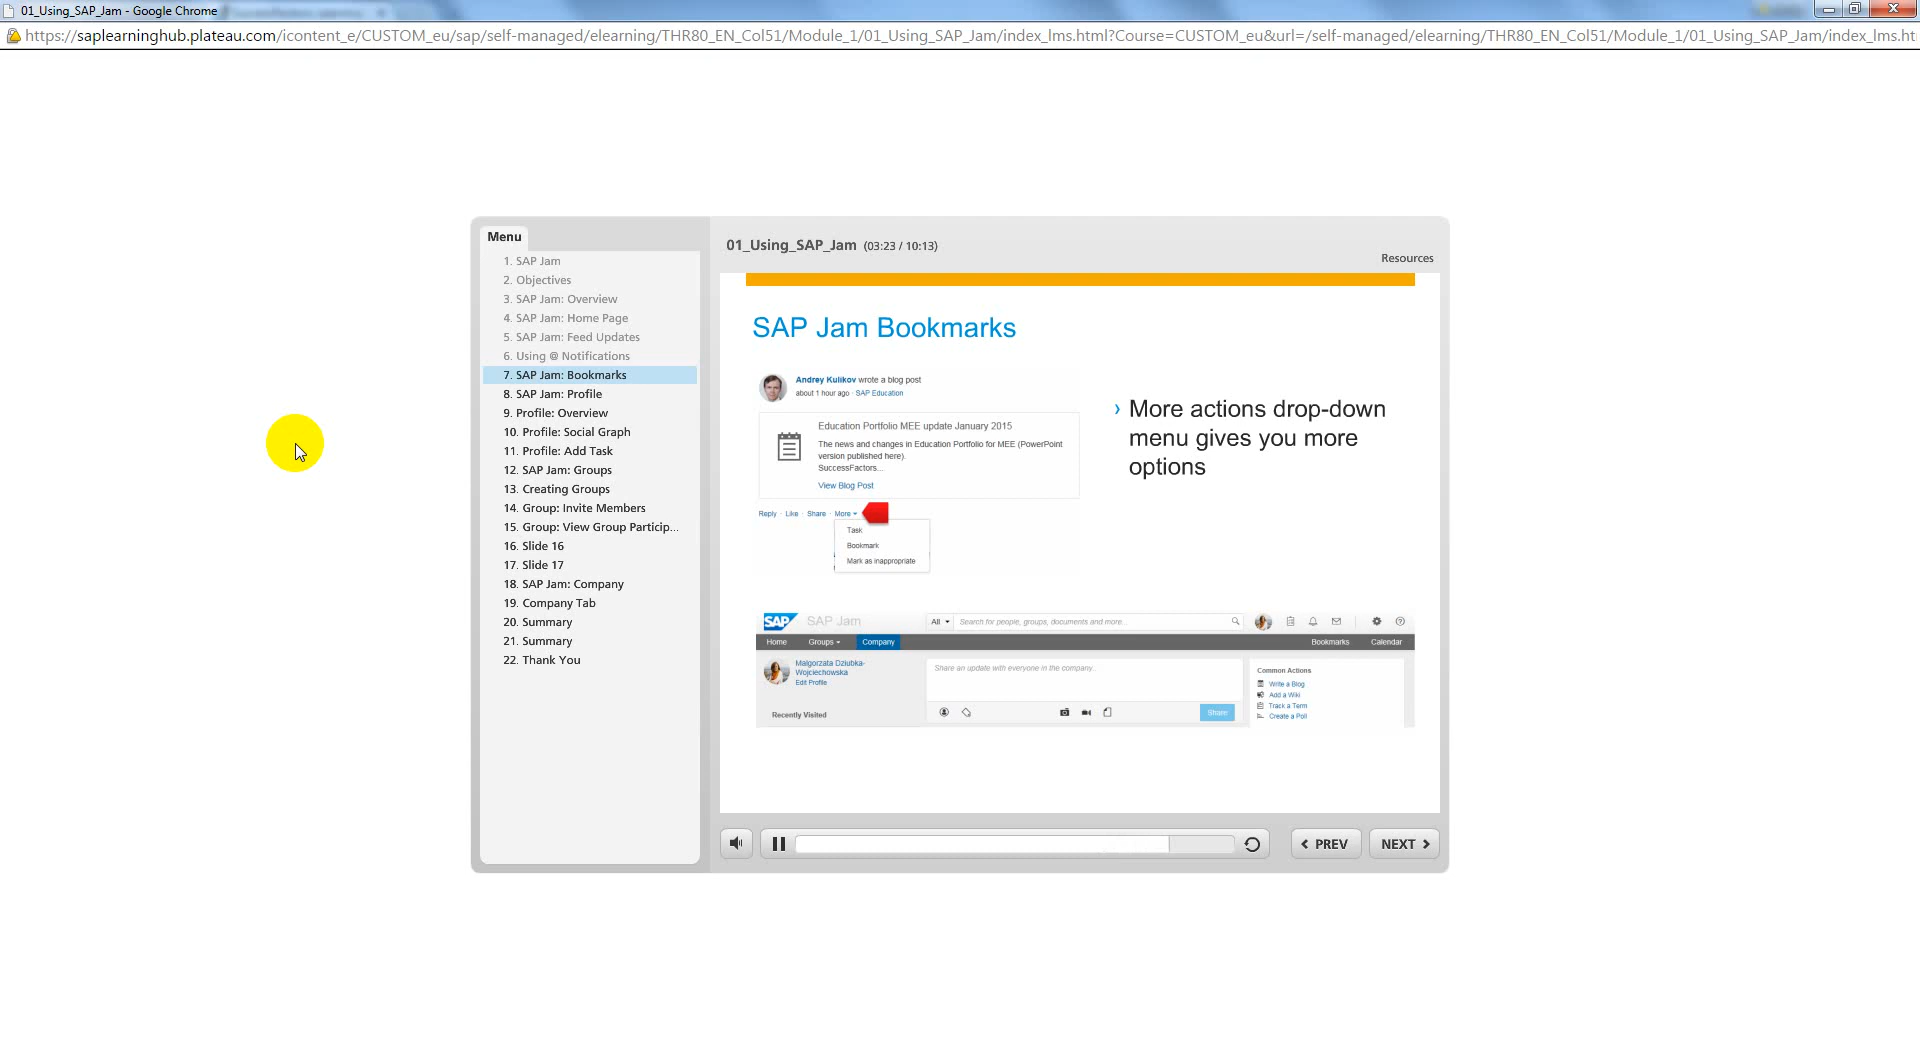 01_Using_SAP_Jam - Google Chrome
https://saplearninghub.plateau.com/icontent_e/CUSTOM_eu/sap/self-managed/elearning/THR80_EN_Col51/Module_1/01_Using_SAP_Jam/index_lms.html?Course=CUSTOM_eu&url=/self-managed/elearning/THR80_EN_Col51/Module_1/01_Using_SAP_Jam/index_lms.ht
Menu
1. SAP Jam
2. Objectives
3. SAP Jam: Overview
4. SAP Jam: Home Page
5. SAP Jam: Feed Updates
6. Using @ Notifications
7. SAP Jam: Bookmarks
8. SAP Jam: Profile
9. Profile: Overview
10. Profile: Social Graph
11. Profile: Add Task
12. SAP Jam: Groups
13. Creating Groups
14. Group: Invite Members
15. Group: View Group Particip...
16. Slide 16
17. Slide 17
18. SAP Jam: Company
19. Company Tab
20. Summary
21. Summary
22. Thank You
01_Using_SAP_Jam (03:23 / 10:13)
Resources
SAP Jam Bookmarks
Andrey Kulikov wrote a blog post
about 1 hour ago · SAP Education
Education Portfolio MEE update January 2015
The news and changes in Education Portfolio for MEE (PowerPoint
version published here).
SuccessFactors...
View Blog Post
Reply · Like · Share · More
Task
Bookmark
Mark as inappropriate
› More actions drop-down
menu gives you more
options
SAP SAP Jam All Search for people, groups, documents and more...
Home Groups Company Bookmarks Calendar
Malgorzata Dziubka-
Wojciechowska
Edit Profile
Recently Visited
Share an update with everyone in the company...
Share
Common Actions
Write a Blog
Add a Wiki
Track a Term
Create a Poll
PREV NEXT